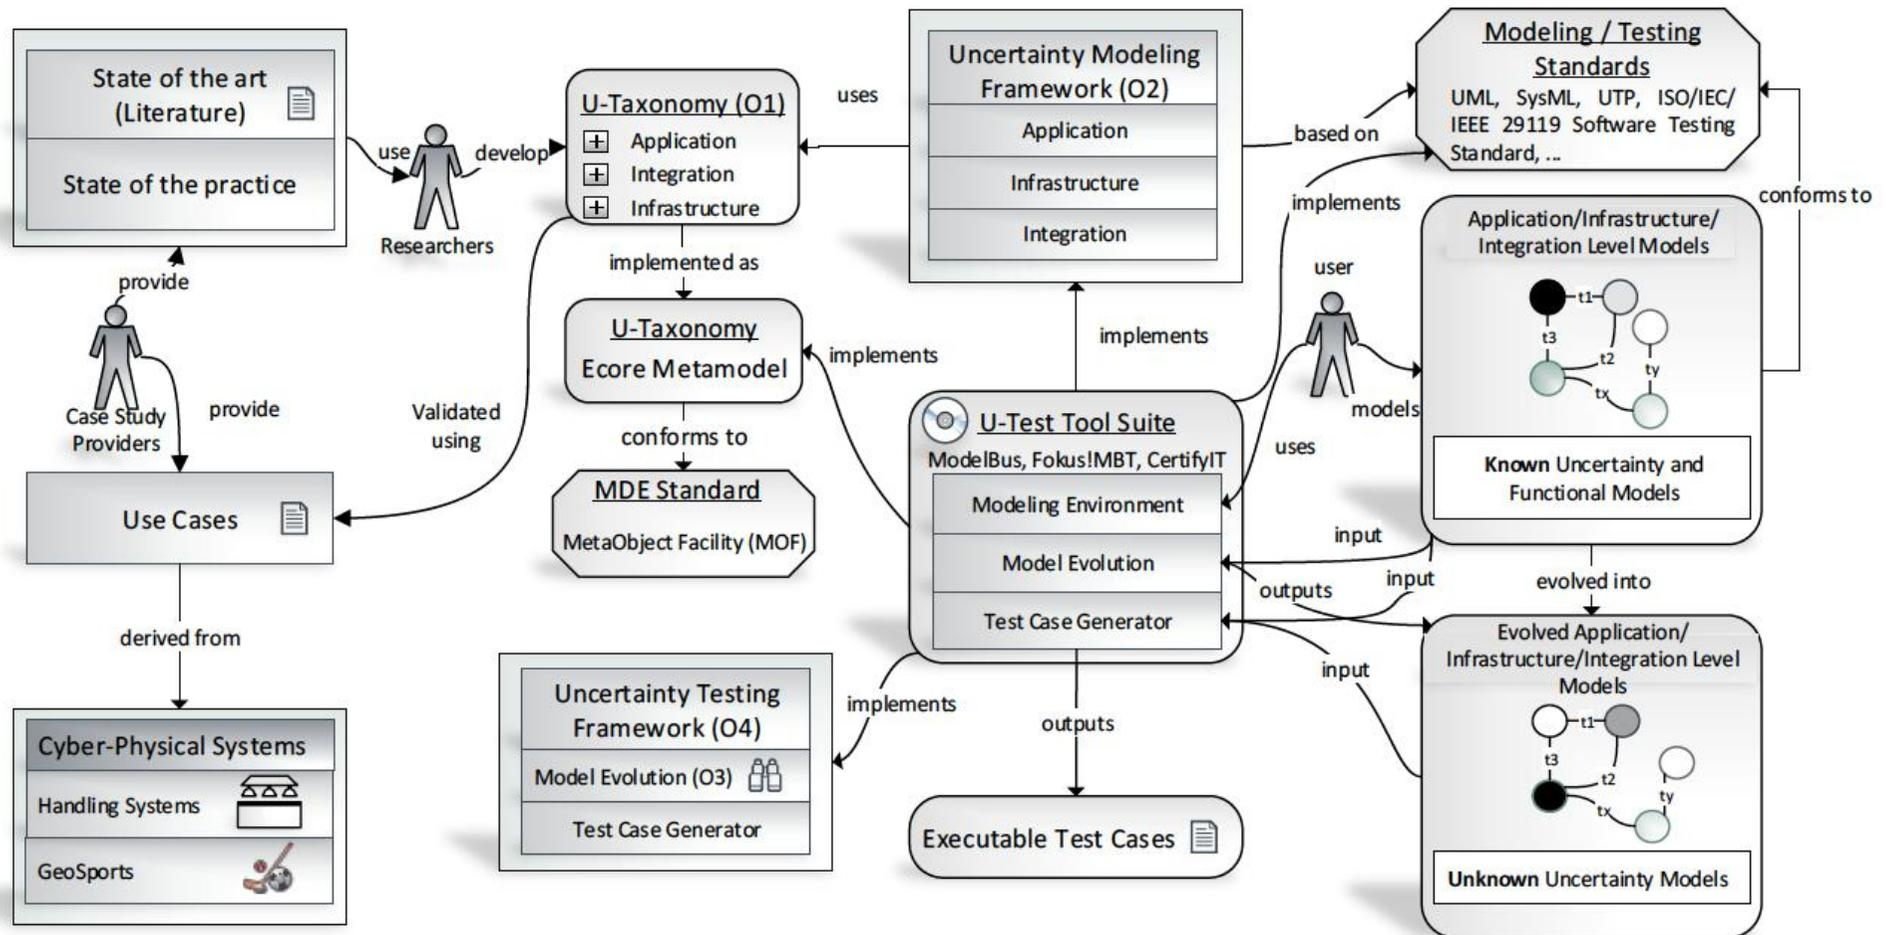 State of the art
(Literature)
State of the practice
use
Researchers
develop
U-Taxonomy (O1)
Application
Integration
Infrastructure
uses
Uncertainty Modeling
Framework (O2)
Application
Infrastructure
Integration
based on
Modeling / Testing
Standards
UML, SysML, UTP, ISO/IEC/
IEEE 29119 Software Testing
Standard, ...
implements
conforms to
provide
Case Study
Providers
provide
implemented as
U-Taxonomy
Ecore Metamodel
implements
implements
user
models
uses
Application/Infrastructure/
Integration Level Models
t1
t3
t2
ty
tx
Known Uncertainty and
Functional Models
Validated
using
conforms to
MDE Standard
MetaObject Facility (MOF)
U-Test Tool Suite
ModelBus, Fokus!MBT, CertifyIT
Modeling Environment
Model Evolution
Test Case Generator
input
input
outputs
input
evolved into
Use Cases
derived from
Cyber-Physical Systems
Handling Systems
GeoSports
Uncertainty Testing
Framework (O4)
Model Evolution (O3)
Test Case Generator
implements
outputs
Executable Test Cases
Evolved Application/
Infrastructure/Integration Level
Models
t1
t3
t2
ty
tx
Unknown Uncertainty Models